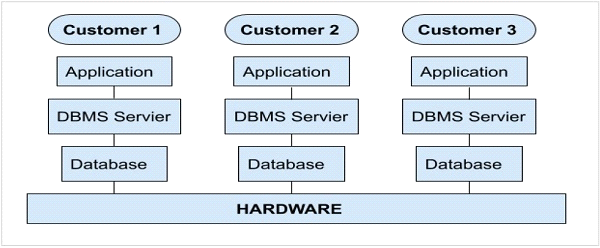 Customer 1 Customer 2 Customer 3
Application Application Application
DBMS Servier DBMS Servier DBMS Servier
Database Database Database
HARDWARE